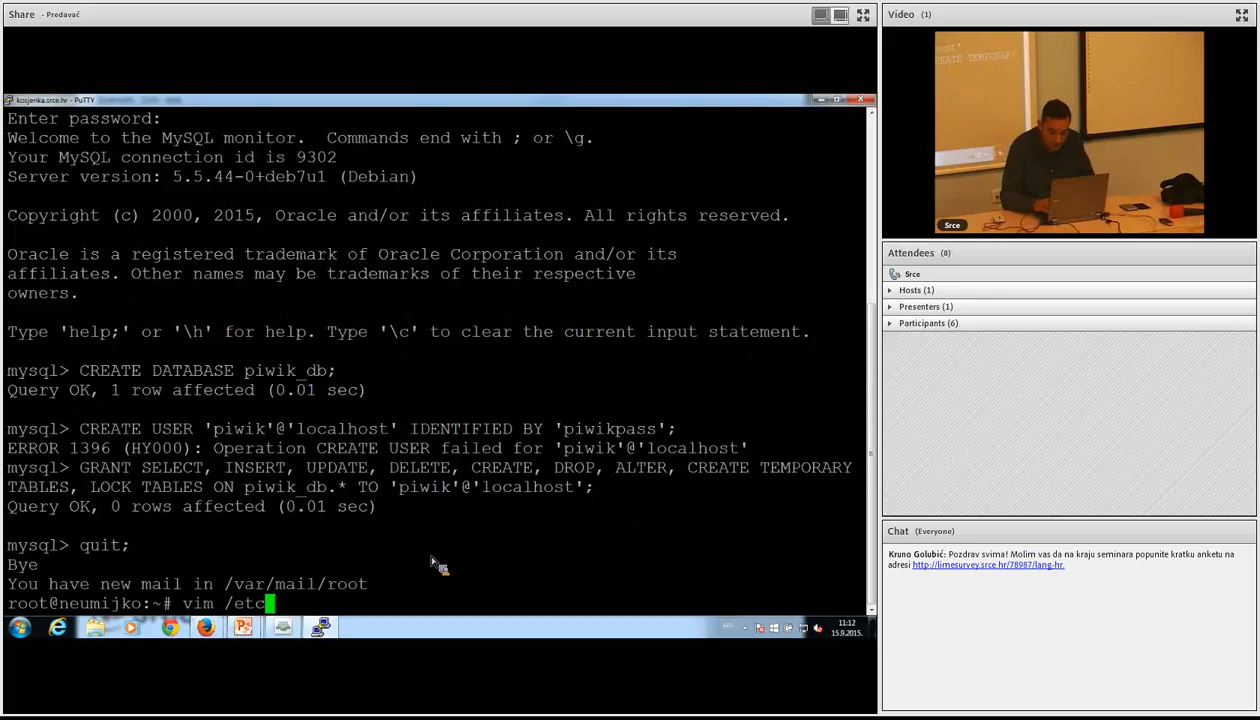 Share - Predavač
Video (1)
kosjenka.srce.hr - PuTTY
Enter password:
Welcome to the MySQL monitor.  Commands end with ; or \g.
Your MySQL connection id is 9302
Server version: 5.5.44-0+deb7u1 (Debian)
Copyright (c) 2000, 2015, Oracle and/or its affiliates. All rights reserved.
Oracle is a registered trademark of Oracle Corporation and/or its
affiliates. Other names may be trademarks of their respective
owners.
Type 'help;' or '\h' for help. Type '\c' to clear the current input statement.
mysql> CREATE DATABASE piwik_db;
Query OK, 1 row affected (0.01 sec)
mysql> CREATE USER 'piwik'@'localhost' IDENTIFIED BY 'piwikpass';
ERROR 1396 (HY000): Operation CREATE USER failed for 'piwik'@'localhost'
mysql> GRANT SELECT, INSERT, UPDATE, DELETE, CREATE, DROP, ALTER, CREATE TEMPORARY
TABLES, LOCK TABLES ON piwik_db.* TO 'piwik'@'localhost';
Query OK, 0 rows affected (0.01 sec)
mysql> quit;
Bye
You have new mail in /var/mail/root
root@neumijko:~# vim /etc
11:12
15.9.2015.
CREATE TEMPORARY
Srce
Attendees (8)
Srce
Hosts (1)
Presenters (1)
Participants (6)
Chat (Everyone)
Kruno Golubić: Pozdrav svima! Molim vas da na kraju seminara popunite kratku anketu na
adresi http://limesurvey.srce.hr/78987/lang-hr.